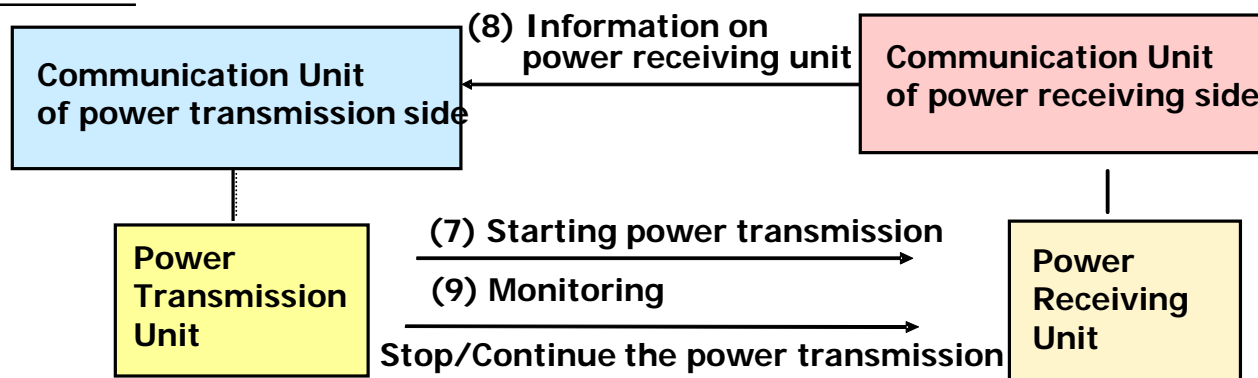 (8) Information on
power receiving unit
Communication Unit
of power transmission side
Communication Unit
of power receiving side
(7) Starting power transmission
(9) Monitoring
Stop/Continue the power transmission
Power
Transmission
Unit
Power
Receiving
Unit